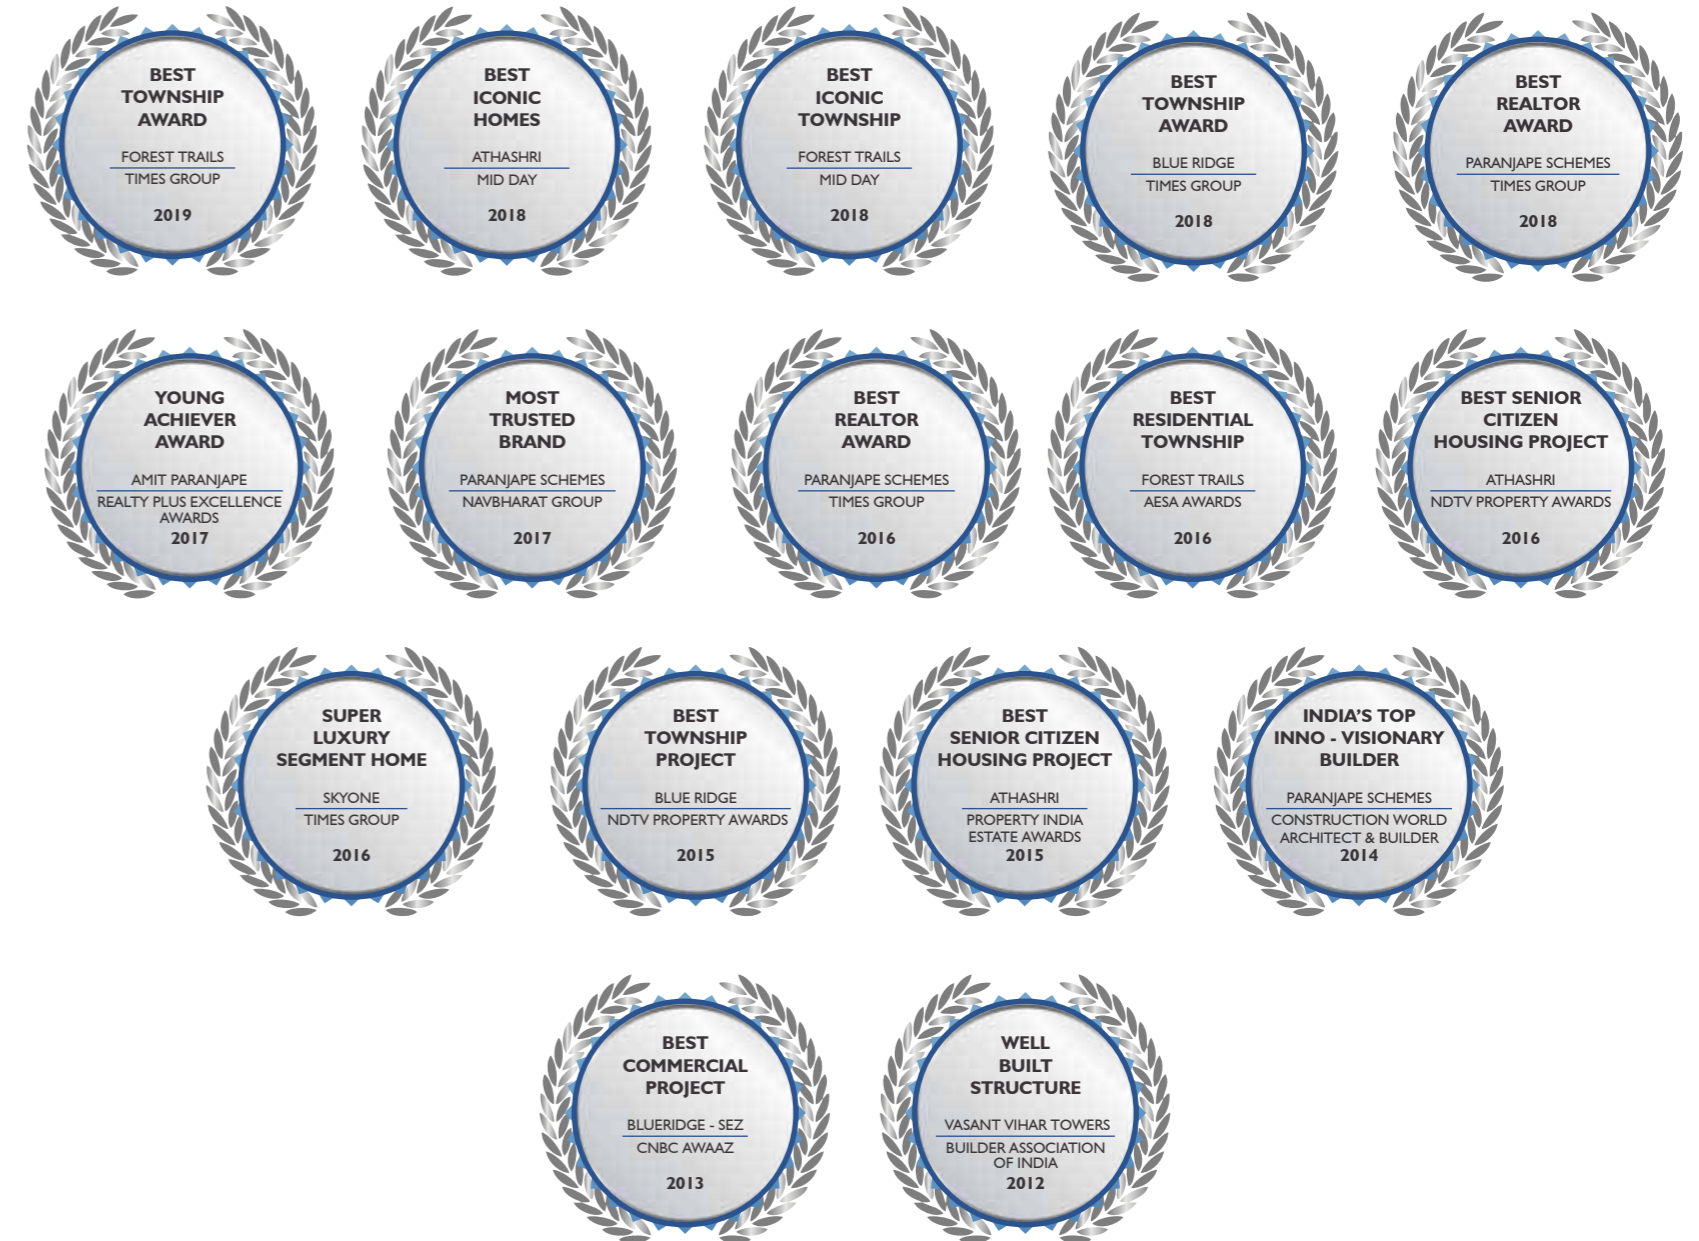 BEST
TOWNSHIP
AWARD
FOREST TRAILS
TIMES GROUP
2019
BEST
ICONIC
HOMES
ATHASHRI
MID DAY
2018
BEST
ICONIC
TOWNSHIP
FOREST TRAILS
MID DAY
2018
BEST
TOWNSHIP
AWARD
BLUE RIDGE
TIMES GROUP
2018
BEST
REALTOR
AWARD
PARANJAPE SCHEMES
TIMES GROUP
2018
YOUNG
ACHIEVER
AWARD
AMIT PARANJAPE
REALTY PLUS EXCELLENCE
AWARDS
2017
MOST
TRUSTED
BRAND
PARANJAPE SCHEMES
NAVBHARAT GROUP
2017
BEST
REALTOR
AWARD
PARANJAPE SCHEMES
TIMES GROUP
2016
BEST
RESIDENTIAL
TOWNSHIP
FOREST TRAILS
AESA AWARDS
2016
BEST SENIOR
CITIZEN
HOUSING PROJECT
ATHASHRI
NDTV PROPERTY AWARDS
2016
SUPER
LUXURY
SEGMENT HOME
SKYONE
TIMES GROUP
2016
BEST
TOWNSHIP
PROJECT
BLUE RIDGE
NDTV PROPERTY AWARDS
2015
BEST
SENIOR CITIZEN
HOUSING PROJECT
ATHASHRI
PROPERTY INDIA
ESTATE AWARDS
2015
INDIA’S TOP
INNO - VISIONARY
BUILDER
PARANJAPE SCHEMES
CONSTRUCTION WORLD
ARCHITECT & BUILDER
2014
BEST
COMMERCIAL
PROJECT
BLUERIDGE - SEZ
CNBC AWAAZ
2013
WELL
BUILT
STRUCTURE
VASANT VIHAR TOWERS
BUILDER ASSOCIATION
OF INDIA
2012